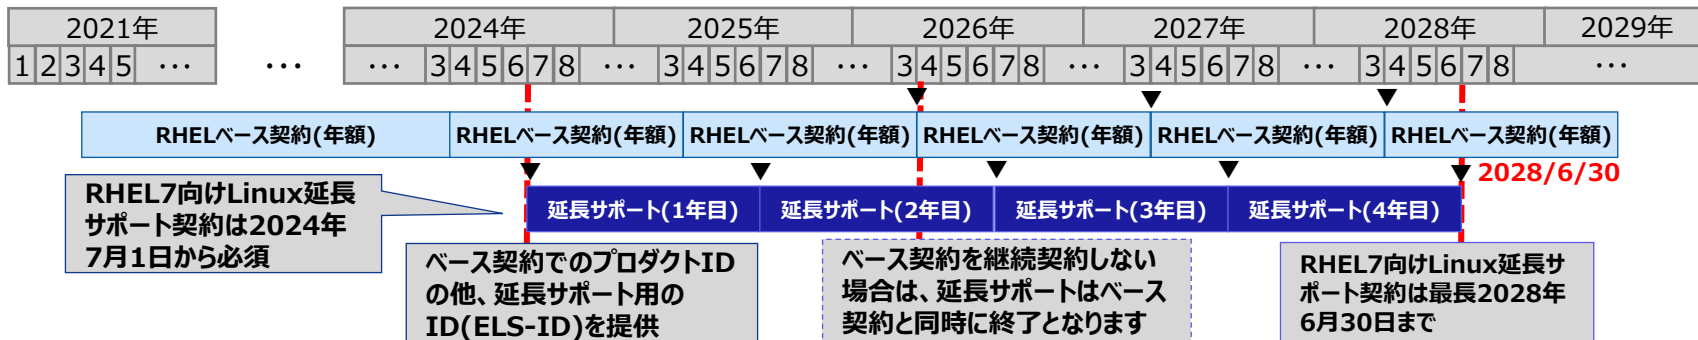 2021年 2024年 2025年 2026年 2027年 2028年 2029年
1 2 3 4 5 … … … 3 4 5 6 7 8 … 3 4 5 6 7 8 … 3 4 5 6 7 8 … 3 4 5 6 7 8 … 3 4 5 6 7 8 …
RHELベース契約(年額) RHELベース契約(年額) RHELベース契約(年額) RHELベース契約(年額) RHELベース契約(年額) RHELベース契約(年額)
2028/6/30
延長サポート(1年目) 延長サポート(2年目) 延長サポート(3年目) 延長サポート(4年目)
RHEL7向けLinux延長
サポート契約は2024年
7月1日から必須
ベース契約でのプロダクトID
の他、延長サポート用の
ID(ELS-ID)を提供
ベース契約を継続契約しない
場合は、延長サポートはベース
契約と同時に終了となります
RHEL7向けLinux延長サ
ポート契約は最長2028年
6月30日まで